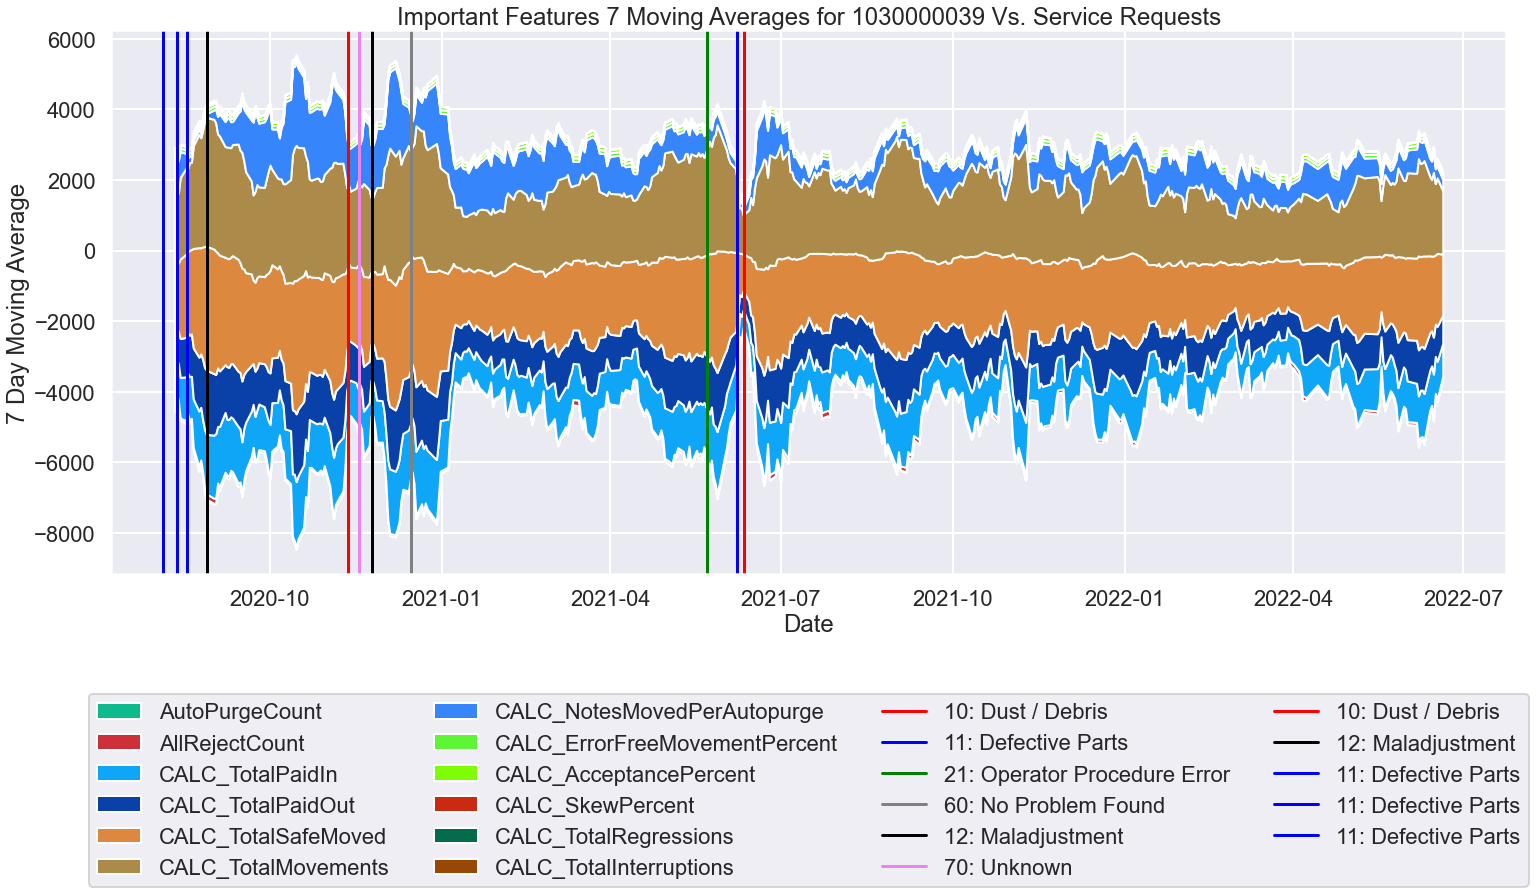 Important Features 7 Moving Averages for 1030000039 Vs. Service Requests
6000
4000
2000
0
−2000
−4000
−6000
−8000
7 Day Moving Average
2020-10 2021-01 2021-04 2021-07 2021-10 2022-01 2022-04 2022-07
Date
AutoPurgeCount
AllRejectCount
CALC_TotalPaidIn
CALC_TotalPaidOut
CALC_TotalSafeMoved
CALC_TotalMovements
CALC_NotesMovedPerAutopurge
CALC_ErrorFreeMovementPercent
CALC_AcceptancePercent
CALC_SkewPercent
CALC_TotalRegressions
CALC_TotalInterruptions
10: Dust / Debris
11: Defective Parts
21: Operator Procedure Error
60: No Problem Found
12: Maladjustment
70: Unknown
10: Dust / Debris
12: Maladjustment
11: Defective Parts
11: Defective Parts
11: Defective Parts